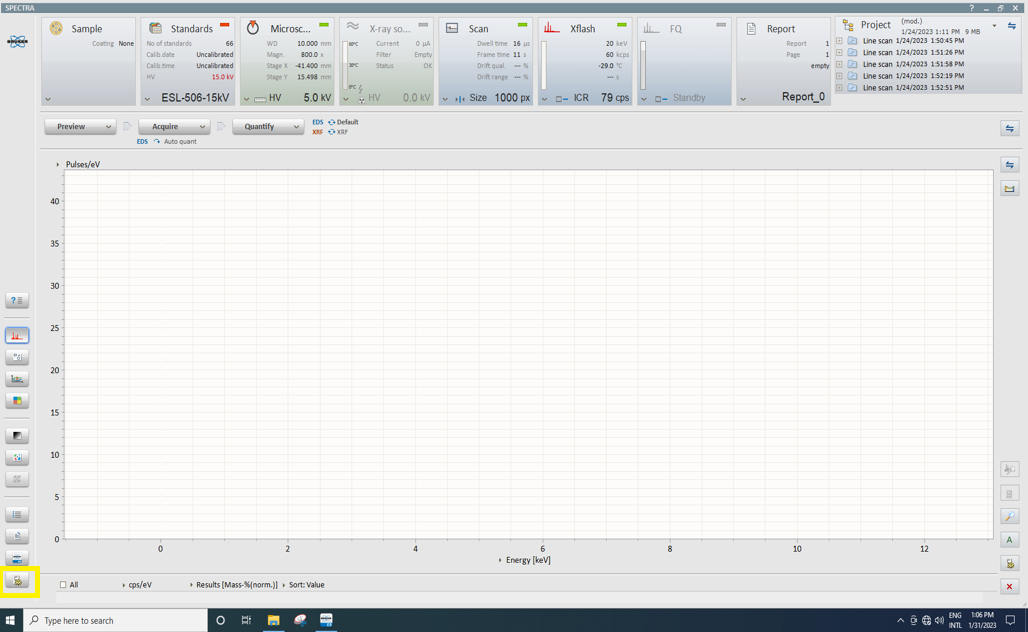 SPECTRA
Sample
Coating None
Standards
No of standards 66
Calib.date Uncalibrated
Calib.time Uncalibrated
HV 15.0 kV
ESL-506-15kV
Microsc...
WD 10.000 mm
Magn. 800.0 x
Stage X -41.400 mm
Stage Y 15.498 mm
HV 5.0 kV
X-ray so...
Current 0 µA
Filter Empty
Status OK
HV 0.0 kV
Scan
Dwell time 16 µs
Frame time 11 s
Drift qual. --- %
Drift range --- %
Size 1000 px
Xflash
20 keV
60 kcps
-29.0 °C
--- s
ICR 79 cps
FQ
Standby
Report
Report 1
Page 1
empty
Report_0
Project (mod.)
1/24/2023 1:11 PM 9 MB
Line scan 1/24/2023 1:50:45 PM
Line scan 1/24/2023 1:51:26 PM
Line scan 1/24/2023 1:51:58 PM
Line scan 1/24/2023 1:52:19 PM
Line scan 1/24/2023 1:52:51 PM
BRUKER
Preview
Acquire
Quantify
EDS Default
XRF XRF
EDS Auto quant
Pulses/eV
40
35
30
25
20
15
10
5
0
0 2 4 6 8 10 12
Energy [keV]
All cps/eV Results [Mass-%(norm.)] Sort: Value
A
Type here to search
ENG
INTL
1:06 PM
1/31/2023